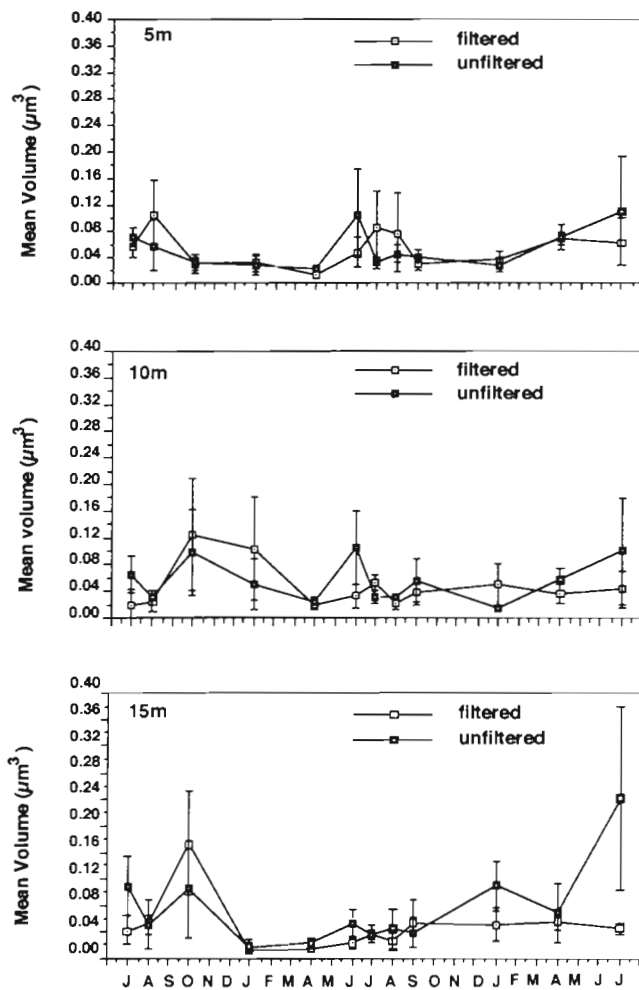 0.40
5m
filtered
0.36
unfiltered
0.32
0.28
0.24
0.20
0.16
0.12
0.08
0.04
0.00
Mean Volume (µm³)
0.40
10m
filtered
0.36
unfiltered
0.32
0.28
0.24
0.20
0.16
0.12
0.08
0.04
0.00
Mean volume (µm³)
0.40
15m
filtered
0.36
unfiltered
0.32
0.28
0.24
0.20
0.16
0.12
0.08
0.04
0.00
Mean Volume (µm³)
J A S O N D J F M A M J J A S O N D J F M A M J J